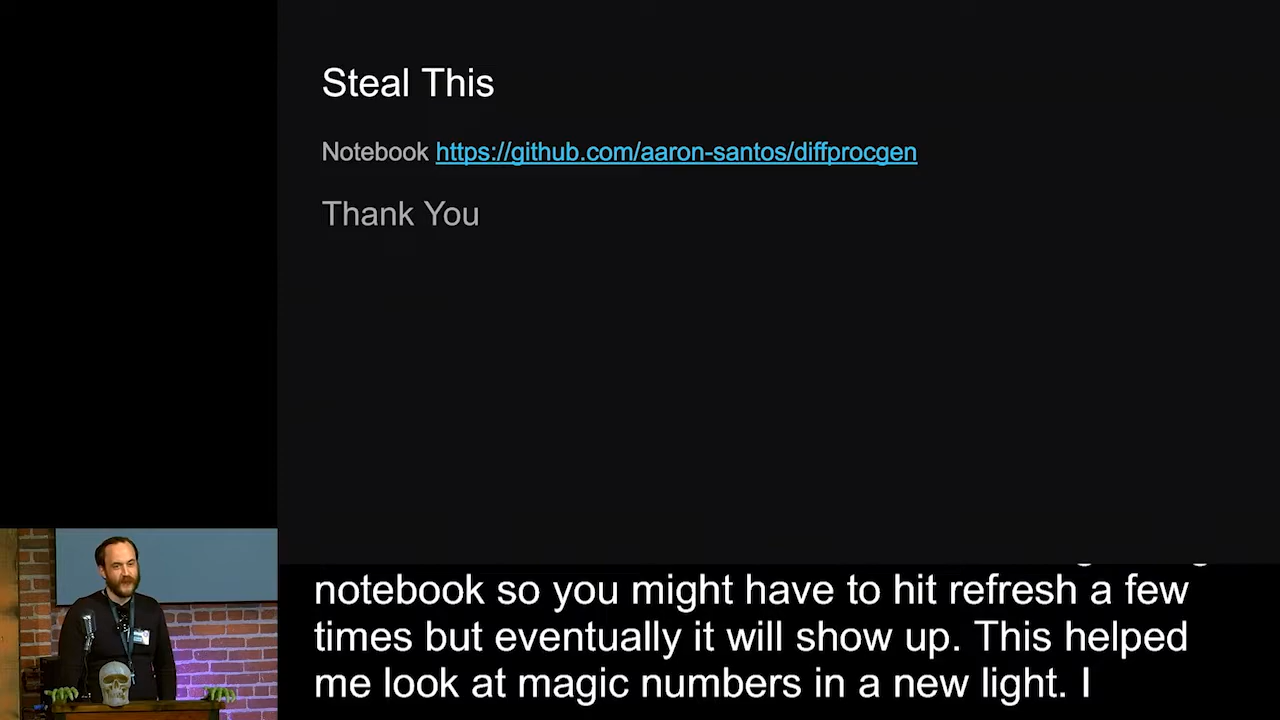 Steal This
Notebook https://github.com/aaron-santos/diffprocgen
Thank You
notebook so you might have to hit refresh a few
times but eventually it will show up. This helped
me look at magic numbers in a new light. I